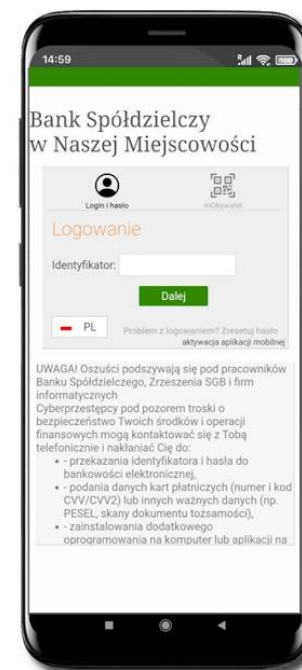 14:59
Bank Spółdzielczy
w Naszej Miejscowości
Login i hasło
mObywatel
Logowanie
Identyfikator:
Dalej
PL
Problem z logowaniem? Zresetuj hasło
aktywacja aplikacji mobilnej
UWAGA! Oszuści podszywają się pod pracowników
Banku Spółdzielczego, Zrzeszenia SGB i firm
informatycznych
Cyberprzestępcy pod pozorem troski o
bezpieczeństwo Twoich środków i operacji
finansowych mogą kontaktować się z Tobą
telefonicznie i nakłaniać Cię do:
- przekazania identyfikatora i hasła do
bankowości elektronicznej,
- podania danych kart płatniczych (numer i kod
CVV/CVV2) lub innych ważnych danych (np.
PESEL, skany dokumentu tożsamości),
- zainstalowania dodatkowego
oprogramowania na komputer lub aplikacji na